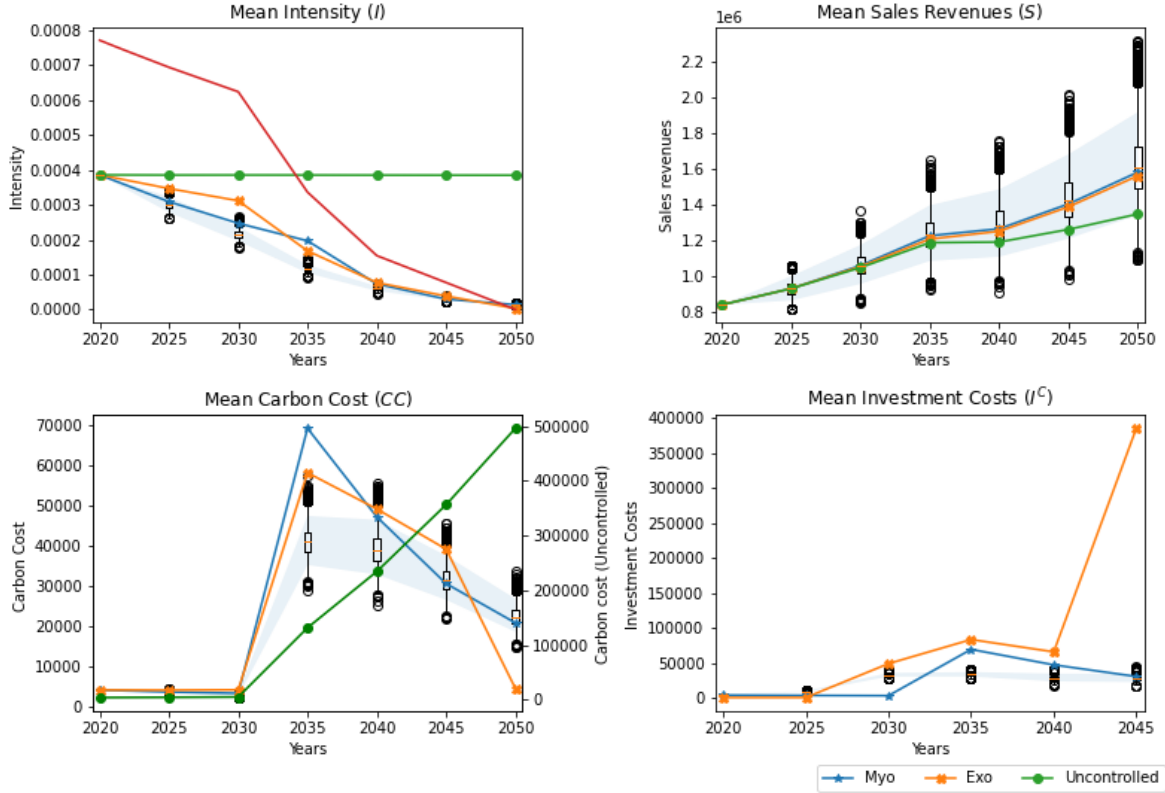 Mean Intensity (I)
0.0008
0.0007
0.0006
0.0005
0.0004
0.0003
0.0002
0.0001
0.0000
Intensity
2020 2025 2030 2035 2040 2045 2050
Years
Mean Sales Revenues (S)
1e6
2.2
2.0
1.8
1.6
1.4
1.2
1.0
0.8
Sales revenues
2020 2025 2030 2035 2040 2045 2050
Years
Mean Carbon Cost (CC)
70000
60000
50000
40000
30000
20000
10000
0
Carbon Cost
500000
400000
300000
200000
100000
0
Carbon cost (Uncontrolled)
2020 2025 2030 2035 2040 2045 2050
Years
Mean Investment Costs (I^C)
400000
350000
300000
250000
200000
150000
100000
50000
0
Investment Costs
2020 2025 2030 2035 2040 2045
Years
Myo Exo Uncontrolled